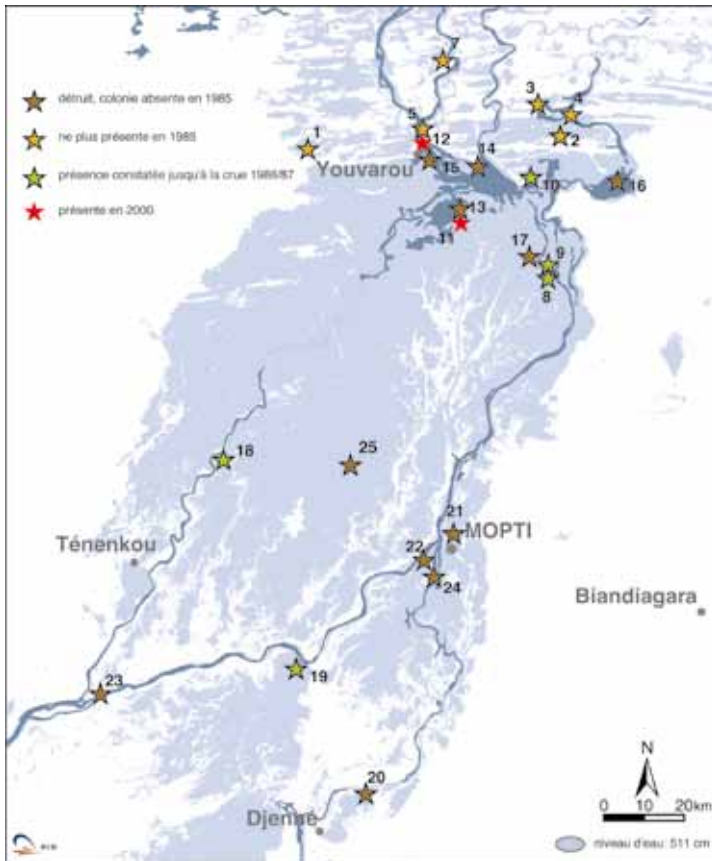 détruit, colonie absente en 1985
ne plus présente en 1985
présence constatée jusqu'à la crue 1986/87
présente en 2000
7
3
4
5
12
1
2
Youvarou
15
14
10
16
13
11
17
9
8
18
25
21
MOPTI
Ténenkou
22
24
Biandiagara
19
23
20
Djenné
N
0 10 20km
niveau d'eau: 511 cm